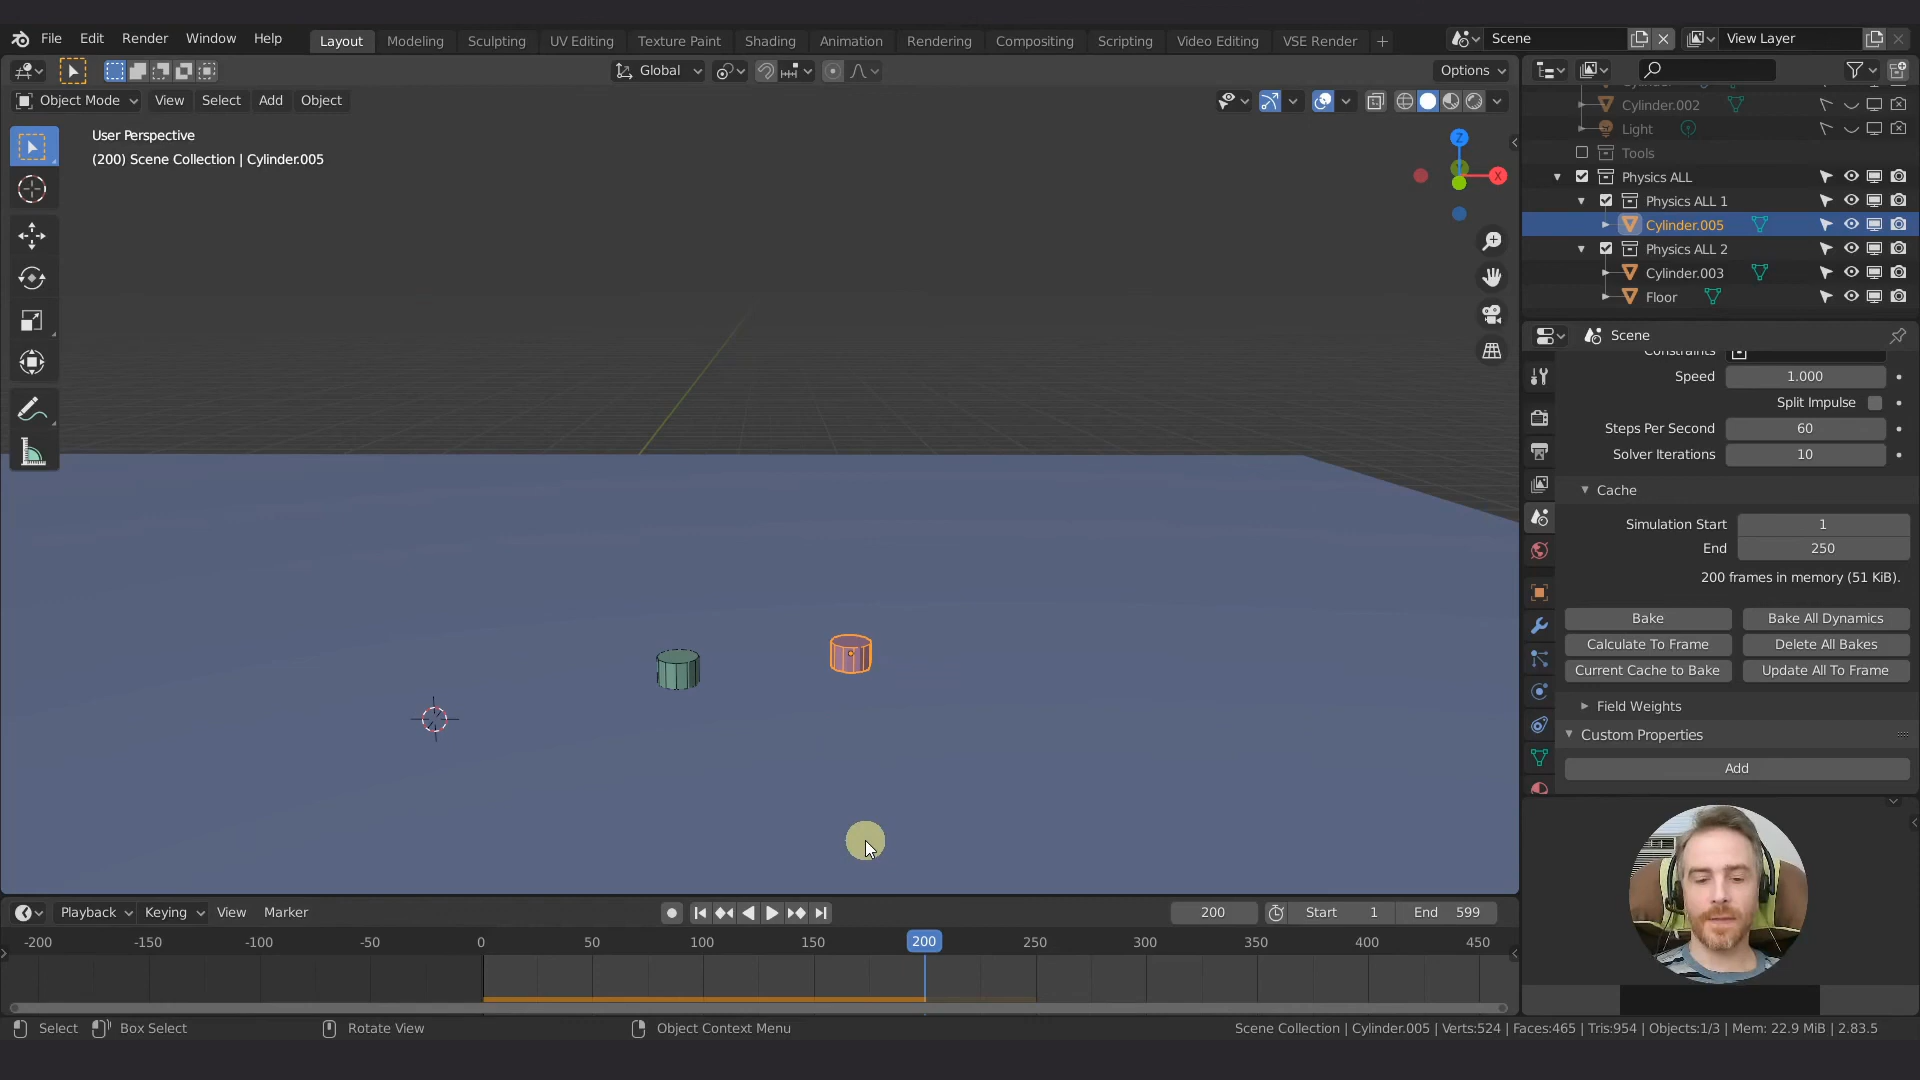 File Edit Render Window Help Layout Modeling Sculpting UV Editing Texture Paint Shading Animation Rendering Compositing Scripting Video Editing VSE Render + Scene View Layer
Global Options
Object Mode View Select Add Object
User Perspective
(200) Scene Collection | Cylinder.005
Z
X
Cylinder.002
Light
Tools
Physics ALL
Physics ALL 1
Cylinder.005
Physics ALL 2
Cylinder.003
Floor
Scene
Constraints
Speed 1.000
Split Impulse
Steps Per Second 60
Solver Iterations 10
Cache
Simulation Start 1
End 250
200 frames in memory (51 KiB).
Bake Bake All Dynamics
Calculate To Frame Delete All Bakes
Current Cache to Bake Update All To Frame
Field Weights
Custom Properties
Add
Playback Keying View Marker 200 Start 1 End 599
-200 -150 -100 -50 0 50 100 150 200 250 300 350 400 450
Select Box Select Rotate View Object Context Menu Scene Collection | Cylinder.005 | Verts:524 | Faces:465 | Tris:954 | Objects:1/3 | Mem: 22.9 MiB | 2.83.5